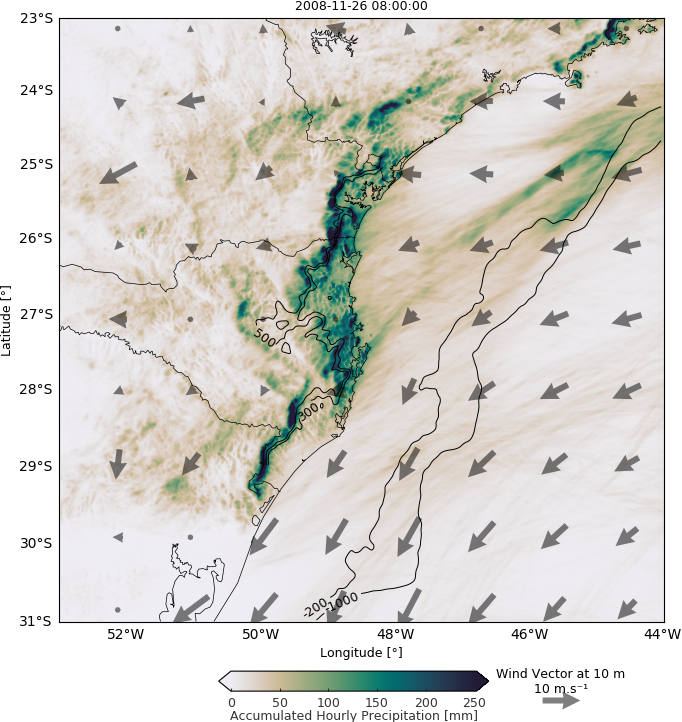 2008-11-26 08:00:00
23°S
24°S
25°S
26°S
27°S
28°S
29°S
30°S
31°S
Latitude [°]
500
300
-200
-1000
52°W 50°W 48°W 46°W 44°W
Longitude [°]
0 50 100 150 200 250
Accumulated Hourly Precipitation [mm]
Wind Vector at 10 m
10 m.s⁻¹